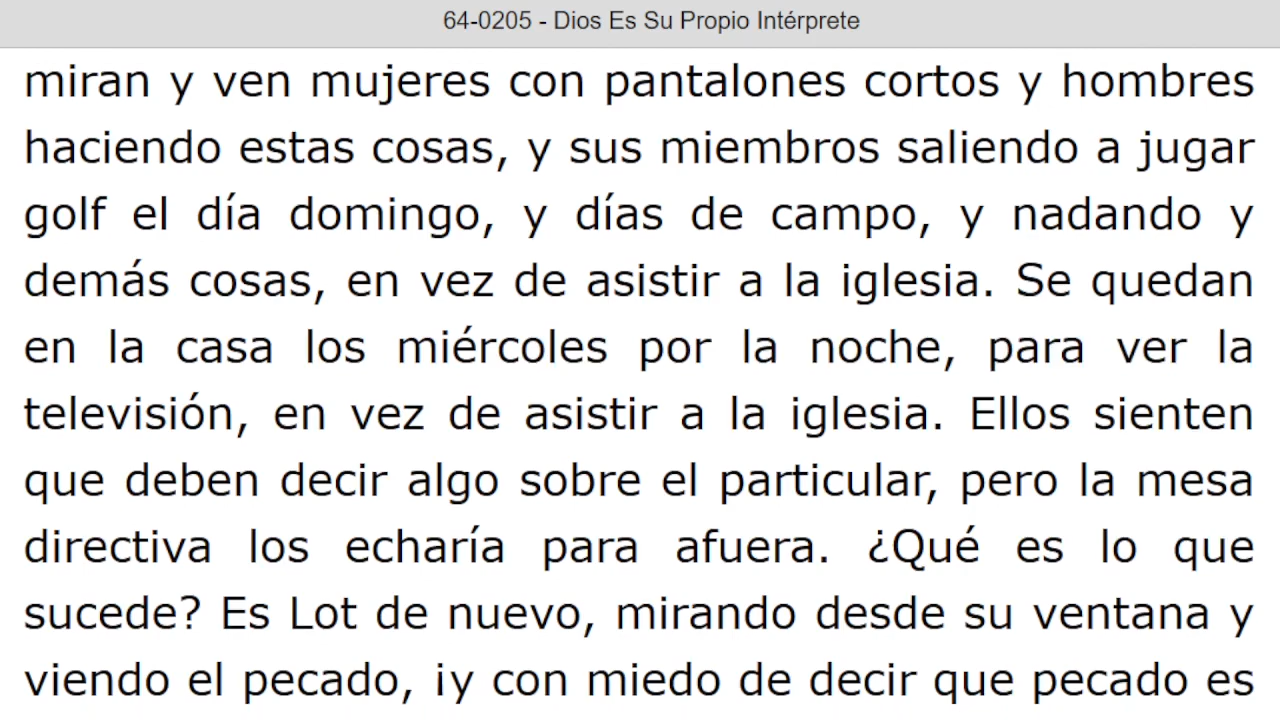 64-0205 - Dios Es Su Propio Intérprete
miran y ven mujeres con pantalones cortos y hombres
haciendo estas cosas, y sus miembros saliendo a jugar
golf el día domingo, y días de campo, y nadando y
demás cosas, en vez de asistir a la iglesia. Se quedan
en la casa los miércoles por la noche, para ver la
televisión, en vez de asistir a la iglesia. Ellos sienten
que deben decir algo sobre el particular, pero la mesa
directiva los echaría para afuera. ¿Qué es lo que
sucede? Es Lot de nuevo, mirando desde su ventana y
viendo el pecado, ¡y con miedo de decir que pecado es